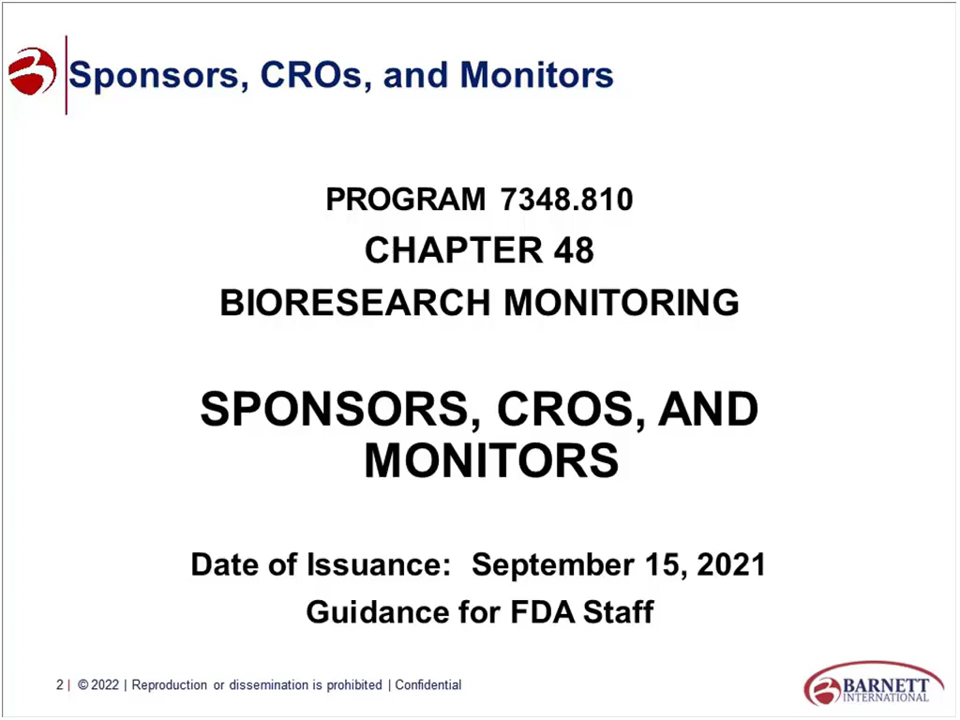 Sponsors, CROs, and Monitors
PROGRAM 7348.810
CHAPTER 48
BIORESEARCH MONITORING
SPONSORS, CROS, AND
MONITORS
Date of Issuance: September 15, 2021
Guidance for FDA Staff
2 | © 2022 | Reproduction or dissemination is prohibited | Confidential
BARNETT
INTERNATIONAL